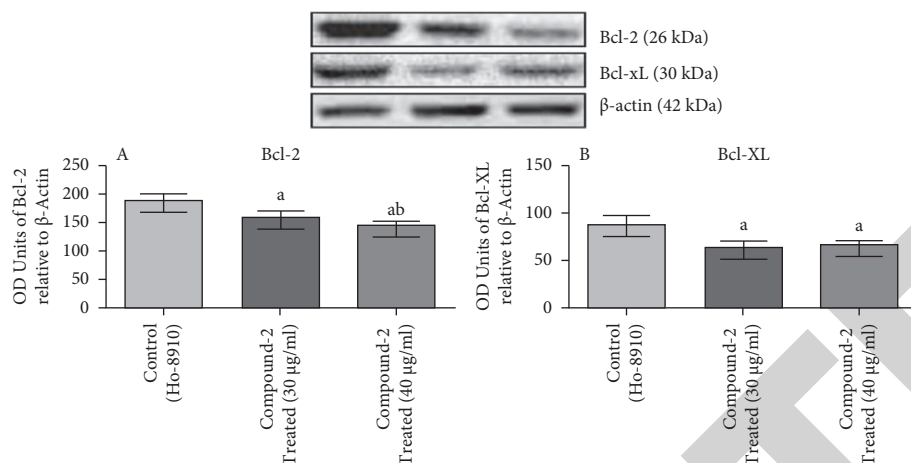 Bcl-2 (26 kDa)
Bcl-xL (30 kDa)
β-actin (42 kDa)
A
Bcl-2
OD Units of Bcl-2
relative to β-Actin
250
200
150
100
50
0
a
ab
Control
(Ho-8910)
Compound-2
Treated (30 µg/ml)
Compound-2
Treated (40 µg/ml)
B
Bcl-XL
OD Units of Bcl-XL
relative to β-Actin
150
100
50
0
a
a
Control
(Ho-8910)
Compound-2
Treated (30 µg/ml)
Compound-2
Treated (40 µg/ml)